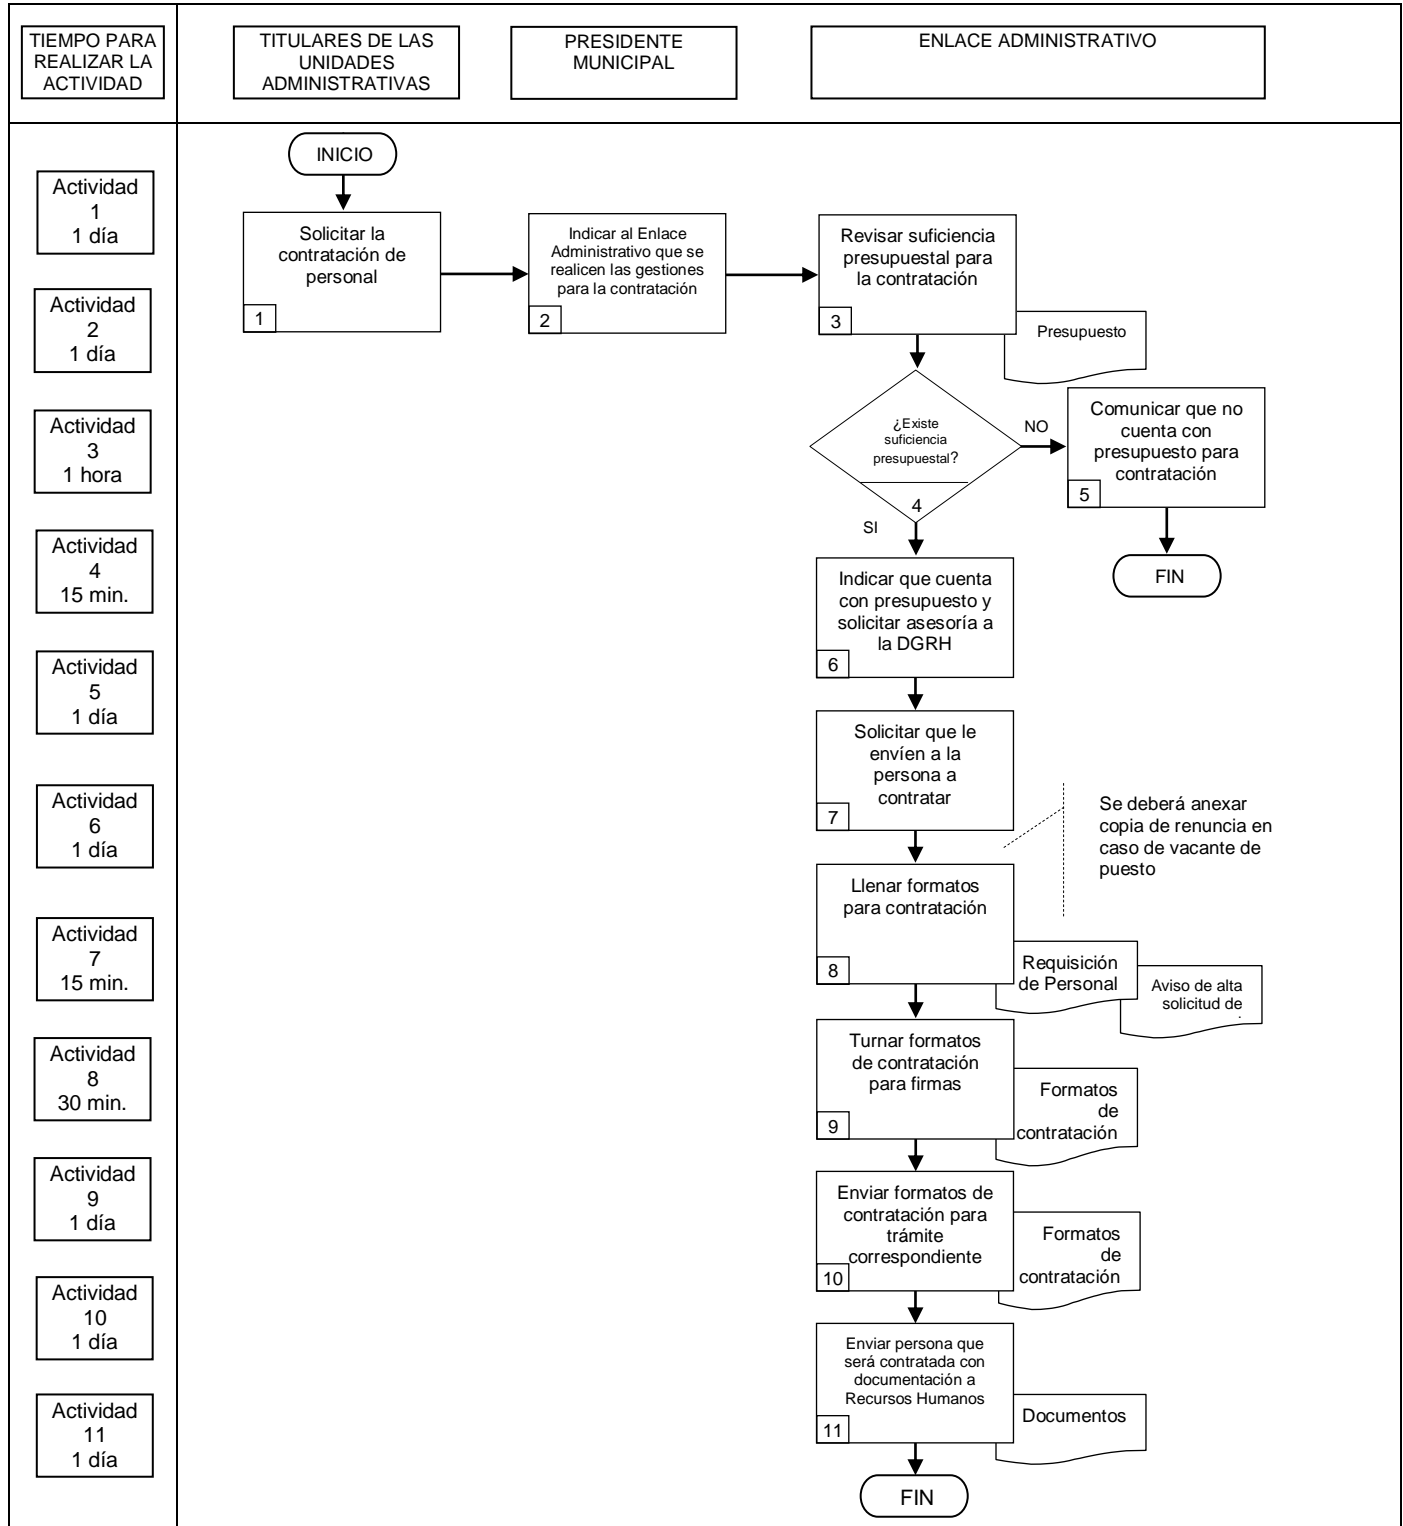 TIEMPO PARA
REALIZAR LA
ACTIVIDAD
TITULARES DE LAS
UNIDADES
ADMINISTRATIVAS
PRESIDENTE
MUNICIPAL
ENLACE ADMINISTRATIVO
Actividad
1
1 día
Actividad
2
1 día
Actividad
3
1 hora
Actividad
4
15 min.
Actividad
5
1 día
Actividad
6
1 día
Actividad
7
15 min.
Actividad
8
30 min.
Actividad
9
1 día
Actividad
10
1 día
Actividad
11
1 día
INICIO
Solicitar la
contratación de
personal
1
Indicar al Enlace
Administrativo que se
realicen las gestiones
para la contratación
2
Revisar suficiencia
presupuestal para
la contratación
3
Presupuesto
¿Existe
suficiencia
presupuestal?
4
NO
SI
Comunicar que no
cuenta con
presupuesto para
contratación
5
FIN
Indicar que cuenta
con presupuesto y
solicitar asesoría a
la DGRH
6
Solicitar que le
envíen a la
persona a
contratar
7
Se deberá anexar
copia de renuncia en
caso de vacante de
puesto
Llenar formatos
para contratación
8
Requisición
de Personal
Aviso de alta
solicitud de
Turnar formatos
de contratación
para firmas
9
Formatos
de
contratación
Enviar formatos de
contratación para
trámite
correspondiente
10
Formatos
de
contratación
Enviar persona que
será contratada con
documentación a
Recursos Humanos
11
Documentos
FIN